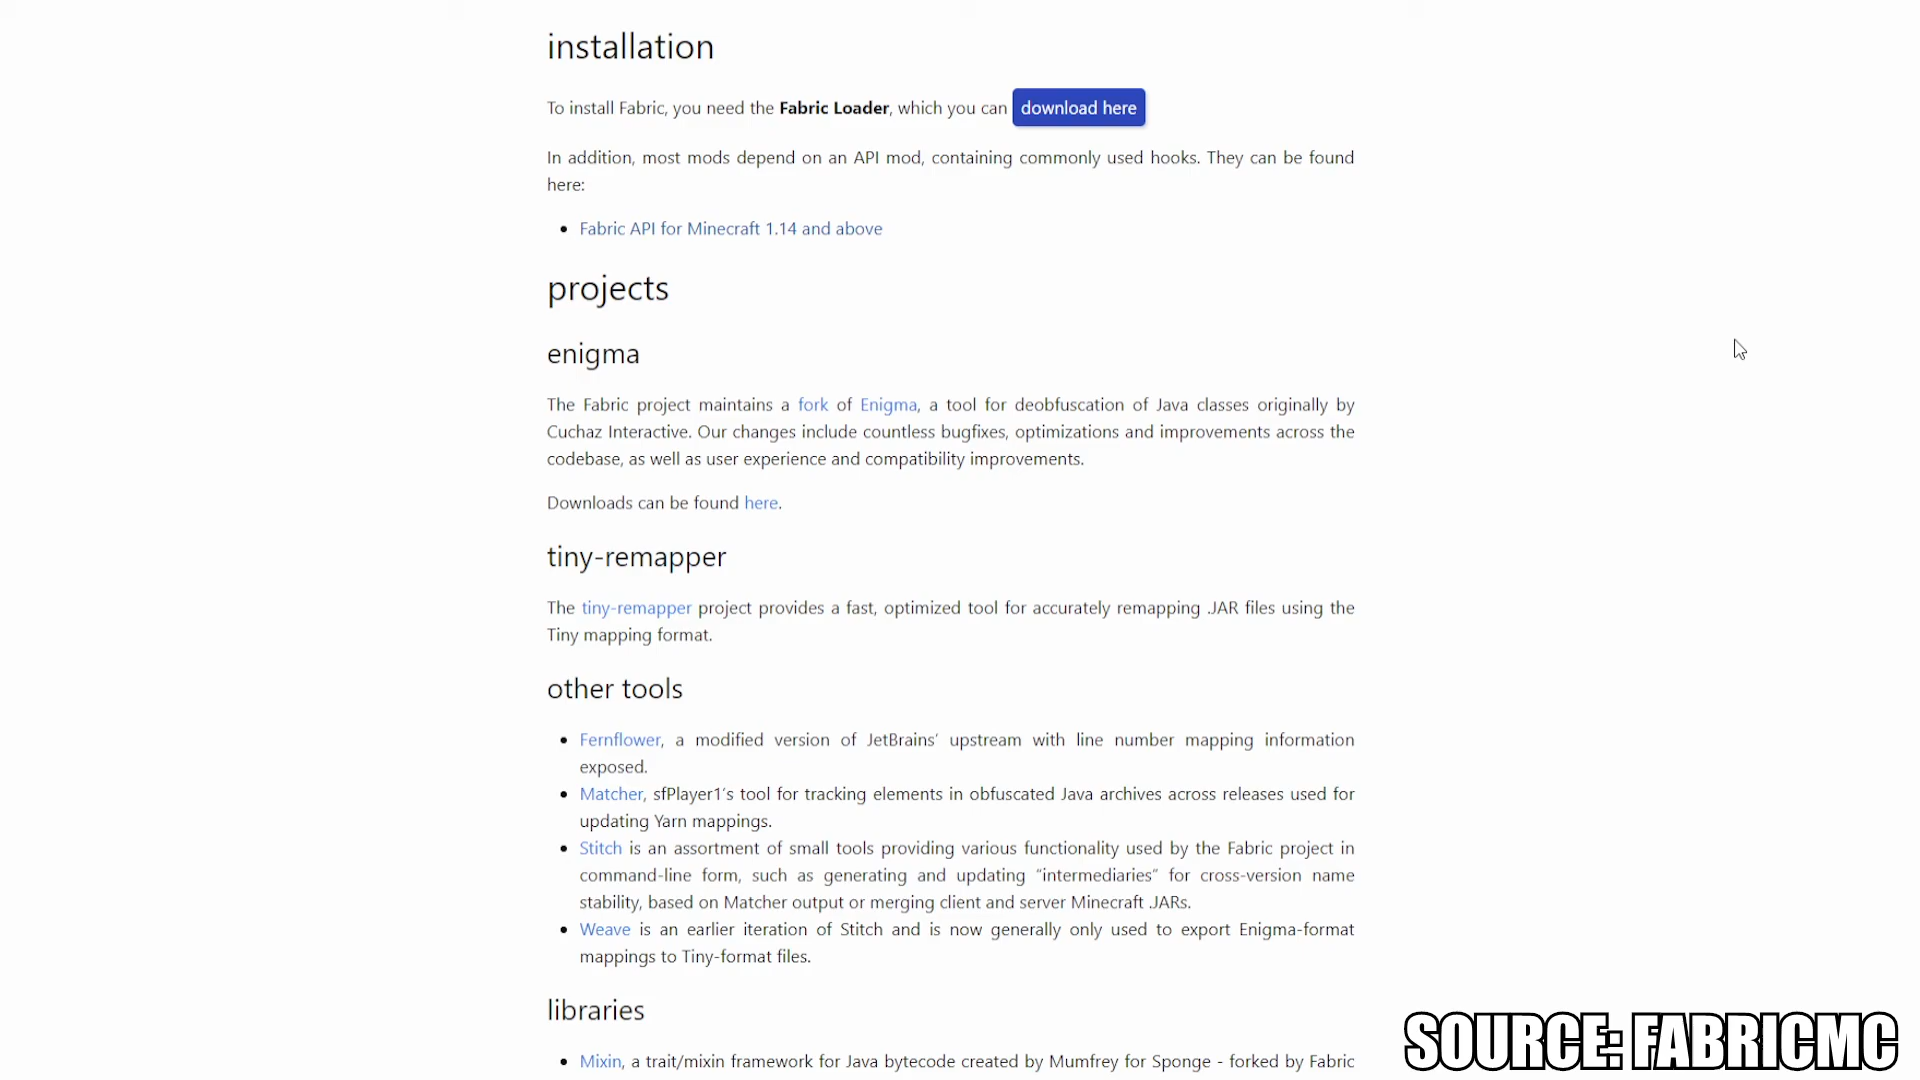 installation
To install Fabric, you need the Fabric Loader, which you can download here
In addition, most mods depend on an API mod, containing commonly used hooks. They can be found
here:
• Fabric API for Minecraft 1.14 and above
projects
enigma
The Fabric project maintains a fork of Enigma, a tool for deobfuscation of Java classes originally by
Cuchaz Interactive. Our changes include countless bugfixes, optimizations and improvements across the
codebase, as well as user experience and compatibility improvements.
Downloads can be found here.
tiny-remapper
The tiny-remapper project provides a fast, optimized tool for accurately remapping .JAR files using the
Tiny mapping format.
other tools
• Fernflower, a modified version of JetBrains’ upstream with line number mapping information
exposed.
• Matcher, sfPlayer1’s tool for tracking elements in obfuscated Java archives across releases used for
updating Yarn mappings.
• Stitch is an assortment of small tools providing various functionality used by the Fabric project in
command-line form, such as generating and updating “intermediaries” for cross-version name
stability, based on Matcher output or merging client and server Minecraft .JARs.
• Weave is an earlier iteration of Stitch and is now generally only used to export Enigma-format
mappings to Tiny-format files.
libraries
• Mixin, a trait/mixin framework for Java bytecode created by Mumfrey for Sponge - forked by Fabric
SOURCE: FABRICMC